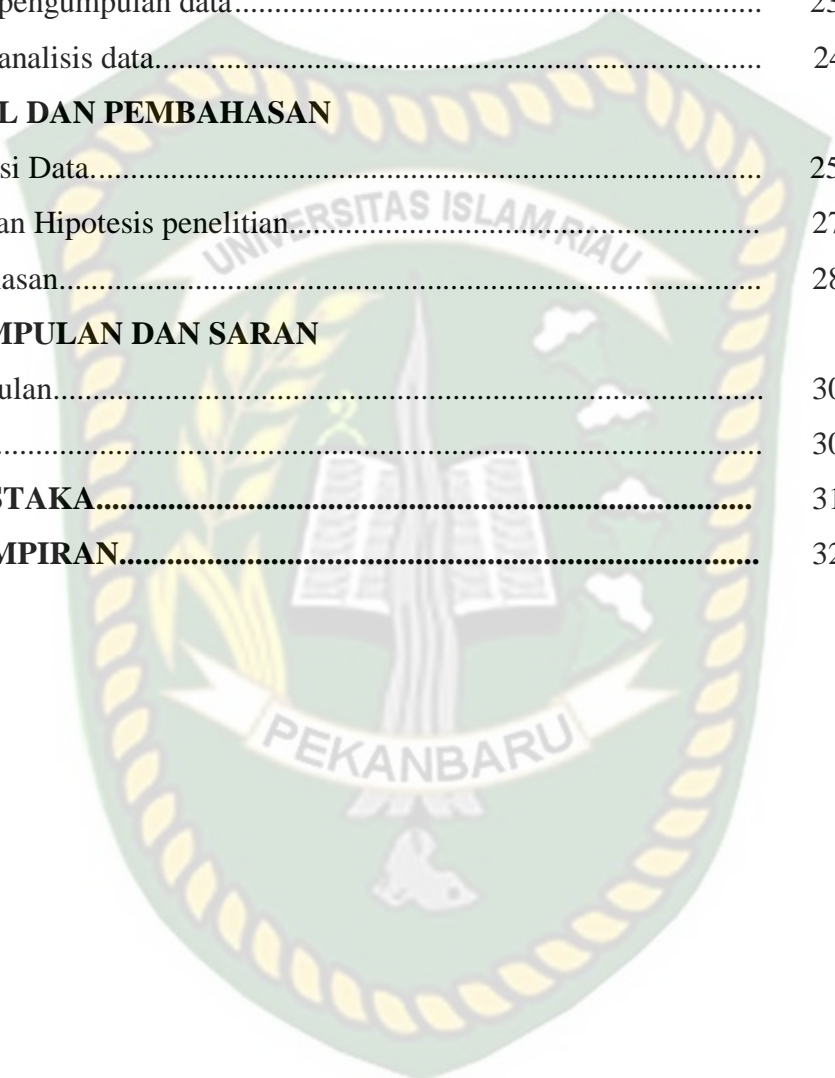 pengumpulan data.......................................................................... 23
analisis data.......................................................................... 24
L DAN PEMBAHASAN
si Data.......................................................................... 25
an Hipotesis penelitian.......................................................................... 27
UNIVERSITAS ISLAM RIAU
nasan.......................................................................... 28
MPULAN DAN SARAN
ulan.......................................................................... 30
.......................................................................... 30
STAKA.......................................................................... 31
MPIRAN.......................................................................... 32
PEKANBARU